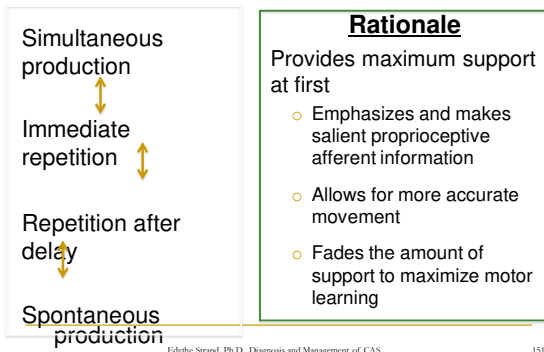 Simultaneous
production
Immediate
repetition
Repetition after
delay
Spontaneous
production
Rationale
Provides maximum support
at first
Emphasizes and makes
salient proprioceptive
afferent information
Allows for more accurate
movement
Fades the amount of
support to maximize motor
learning
Edythe Strand, Ph.D., Diagnosis and Management of CAS
151